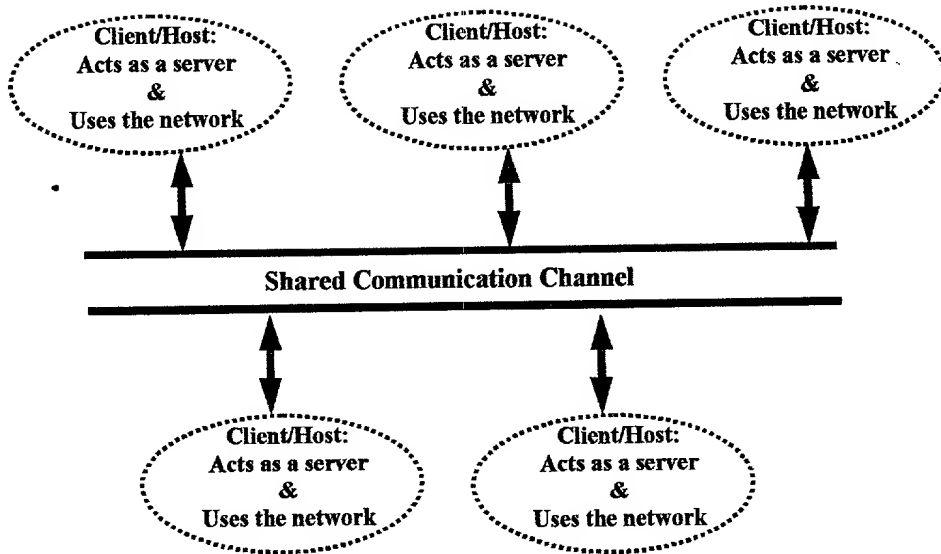 Client/Host:
Acts as a server
&
Uses the network
Client/Host:
Acts as a server
&
Uses the network
Client/Host:
Acts as a server
&
Uses the network
Shared Communication Channel
Client/Host:
Acts as a server
&
Uses the network
Client/Host:
Acts as a server
&
Uses the network